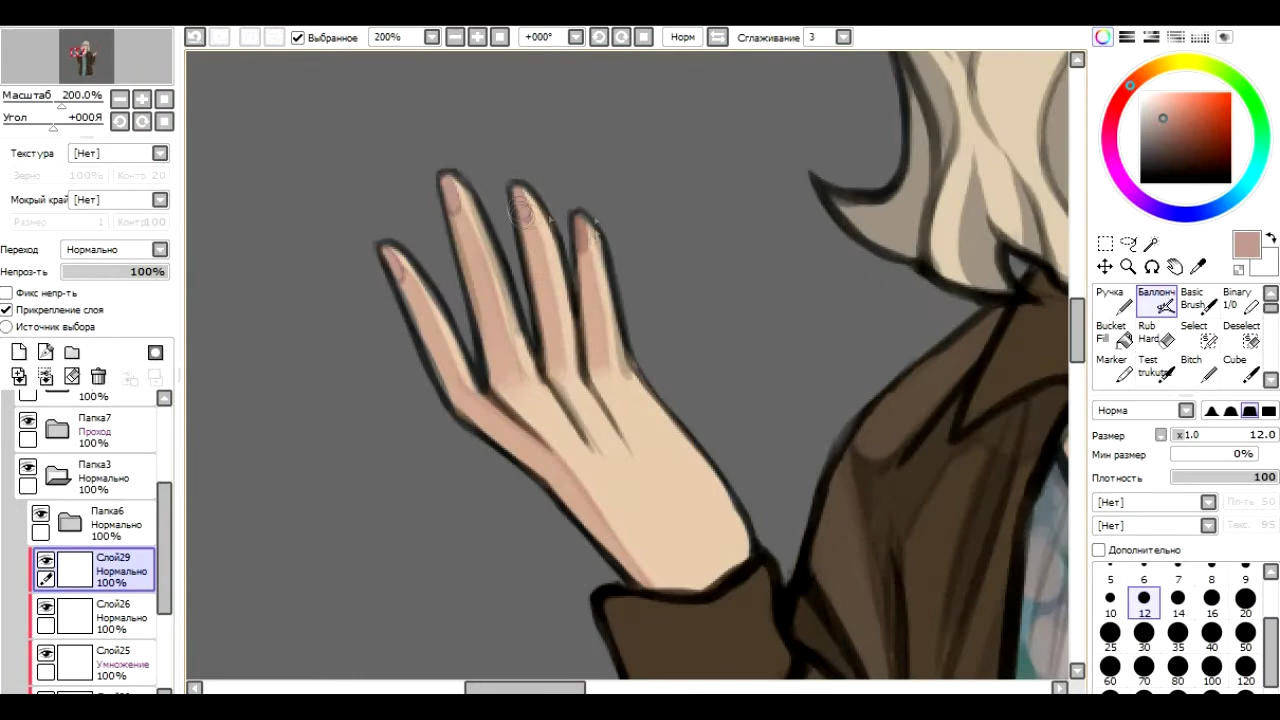 Выбранное 200% +000° Норм Сглаживание 3
Масштаб 200.0%
Угол +000Я
Текстура [Нет]
Зерно 100% Контр. 20
Мокрый край [Нет]
Размер 1 Контр 100
Переход Нормально
Непроз-ть 100%
Фикс непр-ть
Прикрепление слоя
Источник выбора
100%
Папка7
Проход
100%
Папка3
Нормально
100%
Папка6
Нормально
100%
Слой29
Нормально
100%
Слой26
Нормально
100%
Слой25
Умножение
100%
Ручка Баллонч Basic Brush Binary 1/0
Bucket Fill Rub Hard Select Deselect
Marker Test trukutu Bitch Cube
Норма
Размер x 1.0 12.0
Мин размер 0%
Плотность 100
[Нет] Пл-ть 50
[Нет] Текс. 95
Дополнительно
5 6 7 8 9
10 12 14 16 20
25 30 35 40 50
60 70 80 100 120